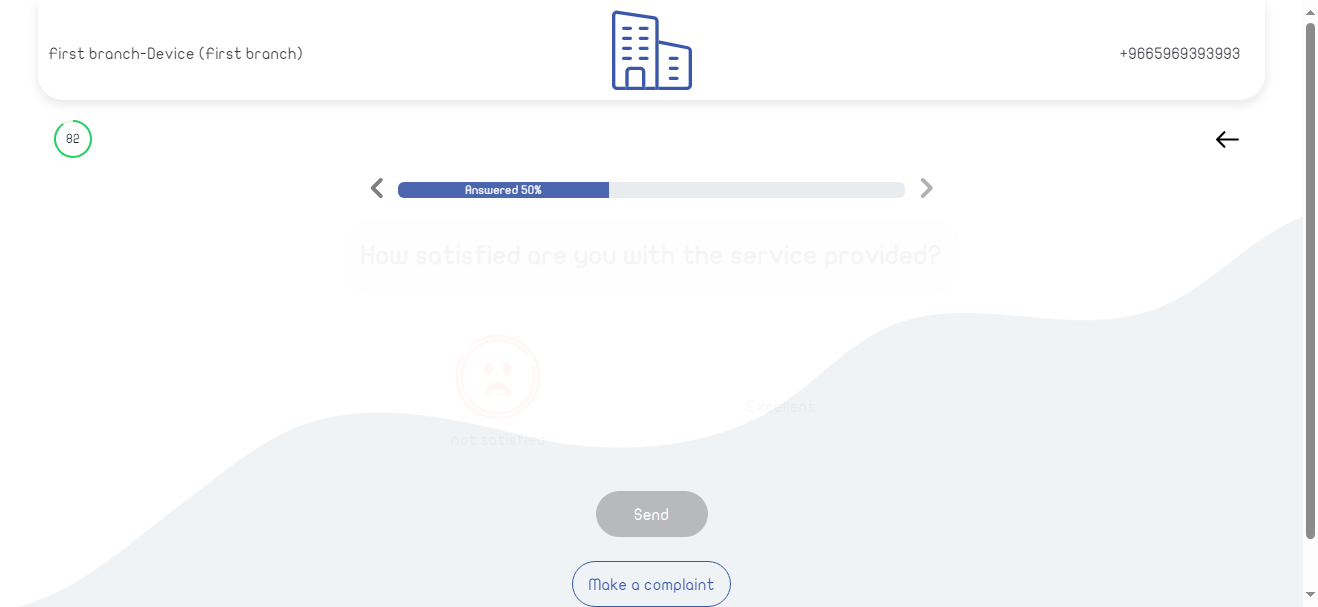 first branch-Device (first branch)
+9665969393993
82
Answered 50%
How satisfied are you with the service provided?
Excellent
not satisfied
Send
Make a complaint